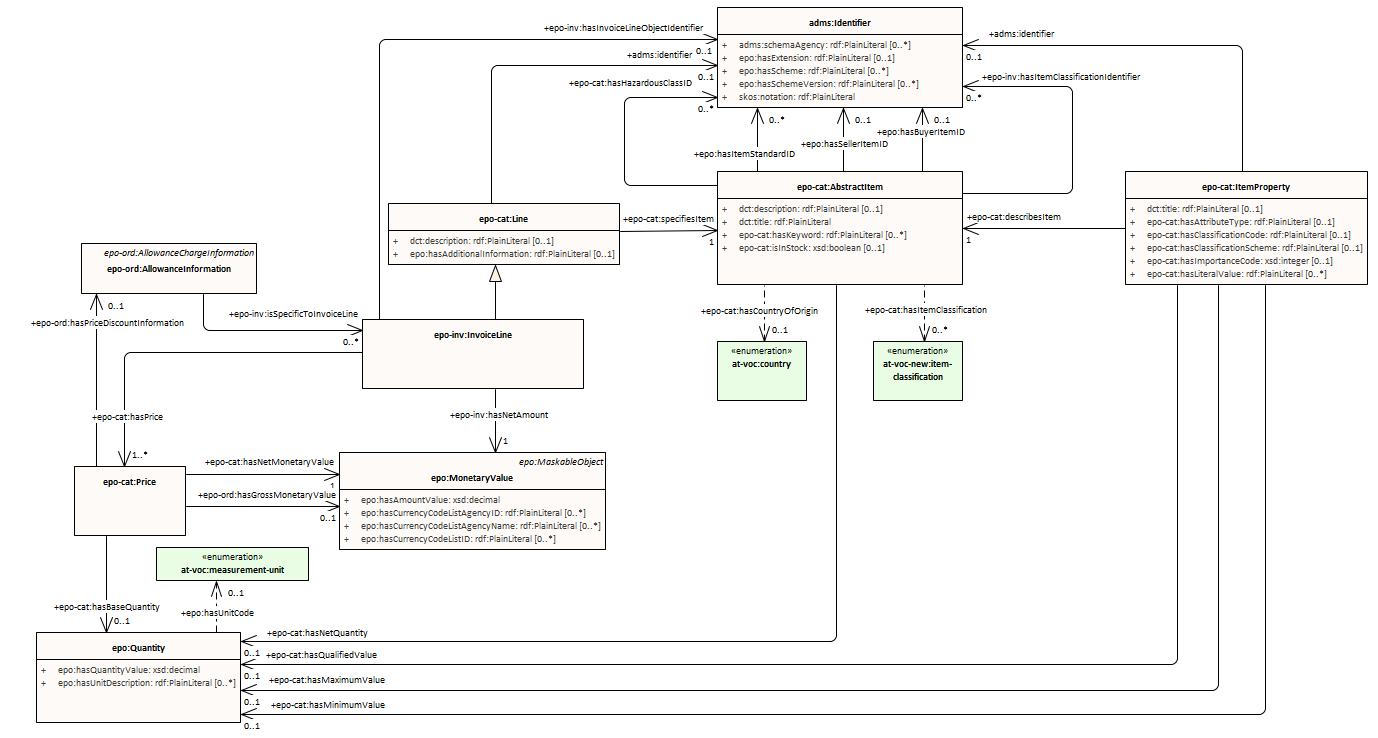 adms:Identifier
+ adms:schemaAgency: rdf:PlainLiteral [0..*]
+ epo:hasExtension: rdf:PlainLiteral [0..1]
+ epo:hasScheme: rdf:PlainLiteral [0..*]
+ epo:hasSchemeVersion: rdf:PlainLiteral [0..*]
+ skos:notation: rdf:PlainLiteral
+epo-inv:hasInvoiceLineObjectIdentifier
0..1
+adms:identifier
0..1
+epo-cat:hasHazardousClassID
0..*
+adms:identifier
0..1
+epo-inv:hasItemClassificationIdentifier
0..*
0..*
+epo:hasItemStandardID
0..1
+epo:hasSellerItemID
0..1
+epo:hasBuyerItemID
epo-cat:AbstractItem
+ dct:description: rdf:PlainLiteral [0..1]
+ dct:title: rdf:PlainLiteral
+ epo-cat:hasKeyword: rdf:PlainLiteral [0..*]
+ epo-cat:isInStock: xsd:boolean [0..1]
epo-cat:ItemProperty
+ dct:title: rdf:PlainLiteral [0..1]
+ epo-cat:hasAttributeType: rdf:PlainLiteral [0..1]
+ epo-cat:hasClassificationCode: rdf:PlainLiteral [0..1]
+ epo-cat:hasClassificationScheme: rdf:PlainLiteral [0..1]
+ epo-cat:hasImportanceCode: xsd:integer [0..1]
+ epo-cat:hasLiteralValue: rdf:PlainLiteral [0..*]
+epo-cat:describesItem
1
epo-cat:Line
+ dct:description: rdf:PlainLiteral [0..1]
+ epo:hasAdditionalInformation: rdf:PlainLiteral [0..1]
+epo-cat:specifiesItem
1
epo-ord:AllowanceChargeInformation
epo-ord:AllowanceInformation
0..1
+epo-ord:hasPriceDiscountInformation
+epo-inv:isSpecificToInvoiceLine
0..*
epo-inv:InvoiceLine
+epo-cat:hasCountryOfOrigin
0..1
+epo-cat:hasItemClassification
0..*
«enumeration»
at-voc:country
«enumeration»
at-voc-new:item-
classification
+epo-cat:hasPrice
1..*
+epo-inv:hasNetAmount
1
epo-cat:Price
+epo-cat:hasNetMonetaryValue
1
+epo-ord:hasGrossMonetaryValue
0..1
epo:MaskableObject
epo:MonetaryValue
+ epo:hasAmountValue: xsd:decimal
+ epo:hasCurrencyCodeListAgencyID: rdf:PlainLiteral [0..*]
+ epo:hasCurrencyCodeListAgencyName: rdf:PlainLiteral [0..*]
+ epo:hasCurrencyCodeListID: rdf:PlainLiteral [0..*]
«enumeration»
at-voc:measurement-unit
0..1
+epo:hasUnitCode
+epo-cat:hasBaseQuantity
0..1
epo:Quantity
+ epo:hasQuantityValue: xsd:decimal
+ epo:hasUnitDescription: rdf:PlainLiteral [0..*]
+epo-cat:hasNetQuantity
0..1
+epo-cat:hasQualifiedValue
0..1
+epo-cat:hasMaximumValue
0..1
+epo-cat:hasMinimumValue
0..1